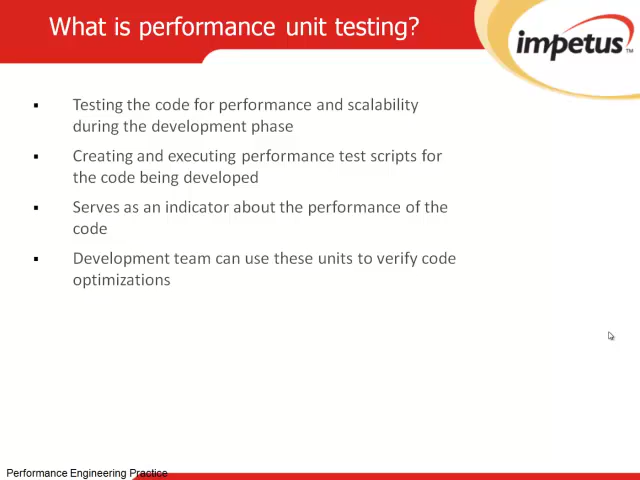 What is performance unit testing?
impetus™
▪ Testing the code for performance and scalability
during the development phase
▪ Creating and executing performance test scripts for
the code being developed
▪ Serves as an indicator about the performance of the
code
▪ Development team can use these units to verify code
optimizations
Performance Engineering Practice